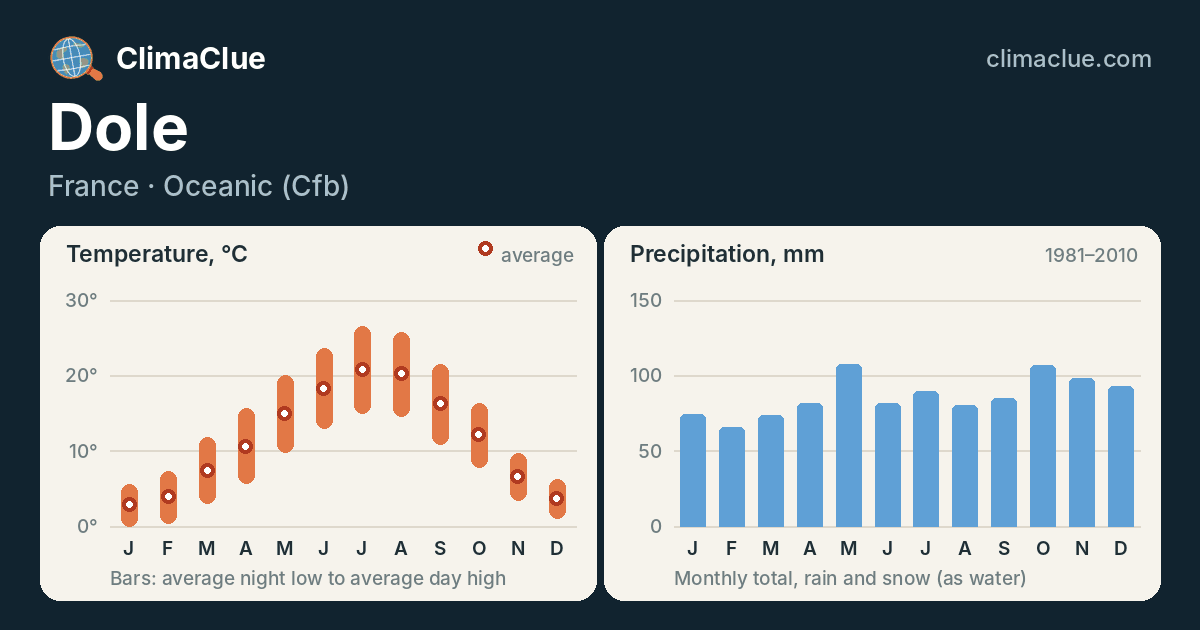 ClimaClue
climaclue.com
Dole
France · Oceanic (Cfb)
Temperature, °C
average
30°
20°
10°
0°
J F M A M J J A S O N D
Bars: average night low to average day high
Precipitation, mm
1981–2010
150
100
50
0
J F M A M J J A S O N D
Monthly total, rain and snow (as water)